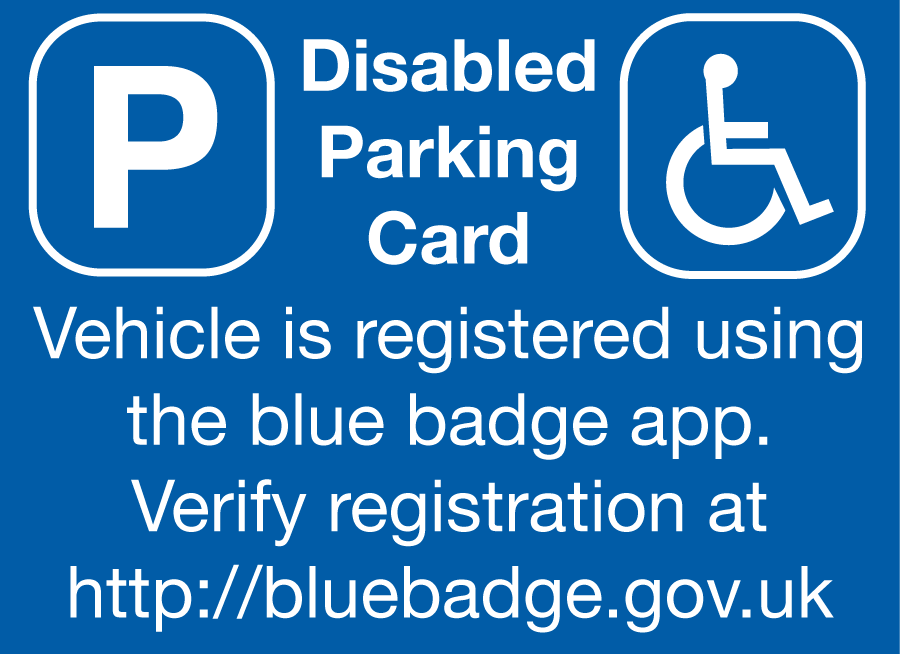 P
Disabled
Parking
Card
Vehicle is registered using
the blue badge app.
Verify registration at
http://bluebadge.gov.uk